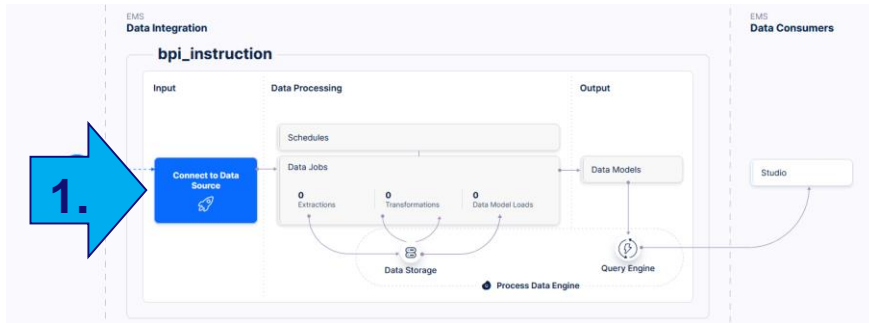 EMS
Data Integration
EMS
Data Consumers
bpi_instruction
Input
Data Processing
Output
Schedules
1.
Connect to Data
Source
Data Jobs
0
Extractions
0
Transformations
0
Data Model Loads
Data Models
Studio
Data Storage
Query Engine
Process Data Engine